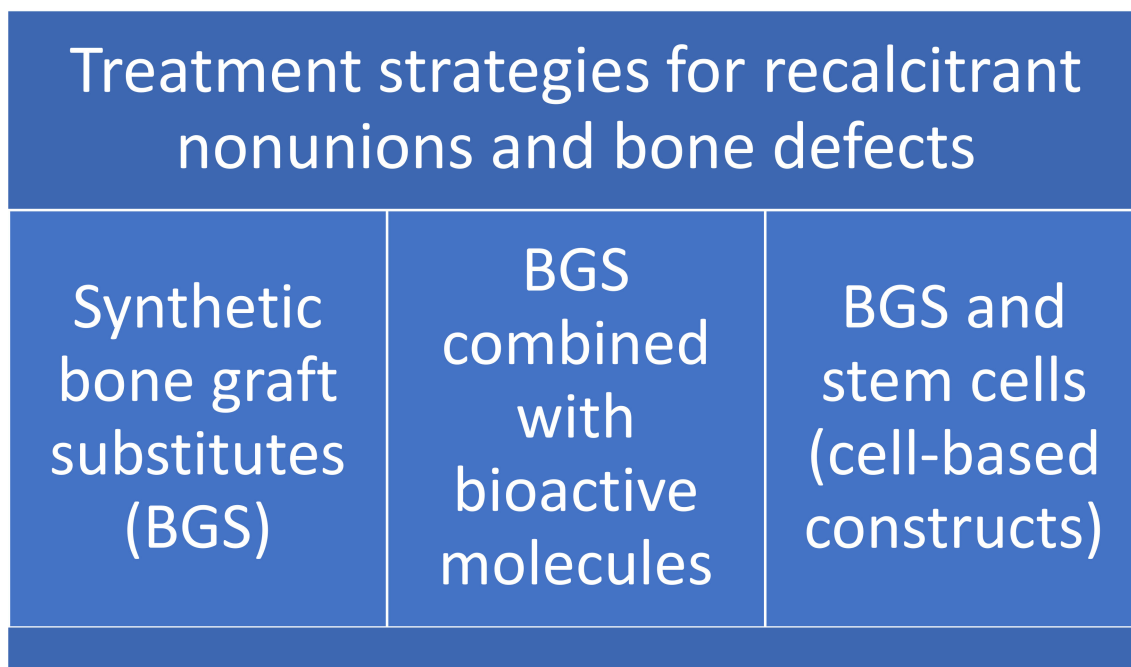 Treatment strategies for recalcitrant
nonunions and bone defects
Synthetic
bone graft
substitutes
(BGS)
BGS
combined
with
bioactive
molecules
BGS and
stem cells
(cell-based
constructs)